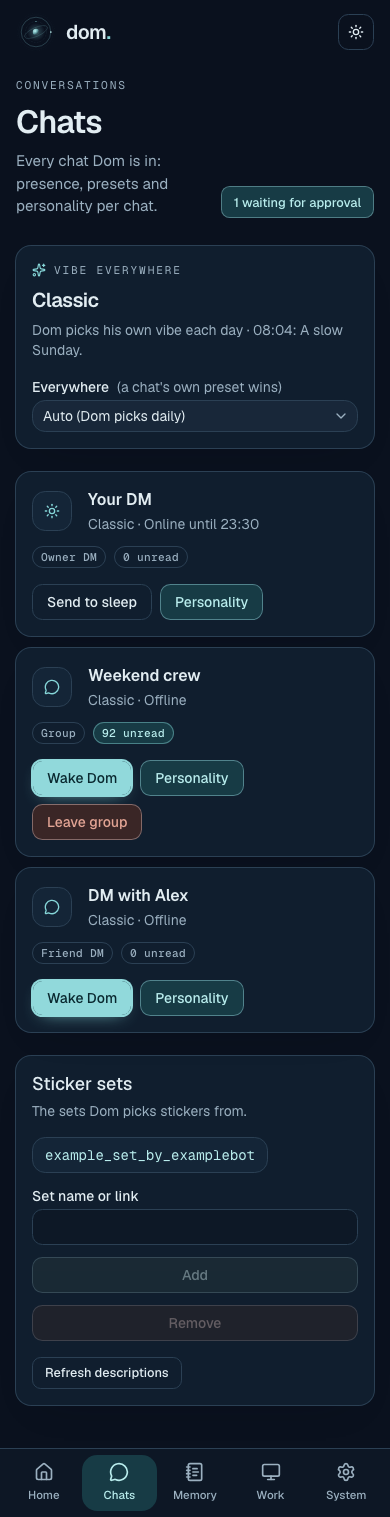 dom.
CONVERSATIONS
Chats
Every chat Dom is in:
presence, presets and
personality per chat.
1 waiting for approval
VIBE EVERYWHERE
Classic
Dom picks his own vibe each day · 08:04: A slow
Sunday.
Everywhere (a chat's own preset wins)
Auto (Dom picks daily)
Your DM
Classic · Online until 23:30
Owner DM 0 unread
Send to sleep Personality
Weekend crew
Classic · Offline
Group 92 unread
Wake Dom Personality
Leave group
DM with Alex
Classic · Offline
Friend DM 0 unread
Wake Dom Personality
Sticker sets
The sets Dom picks stickers from.
example_set_by_examplebot
Set name or link
Add
Remove
Refresh descriptions
Home Chats Memory Work System